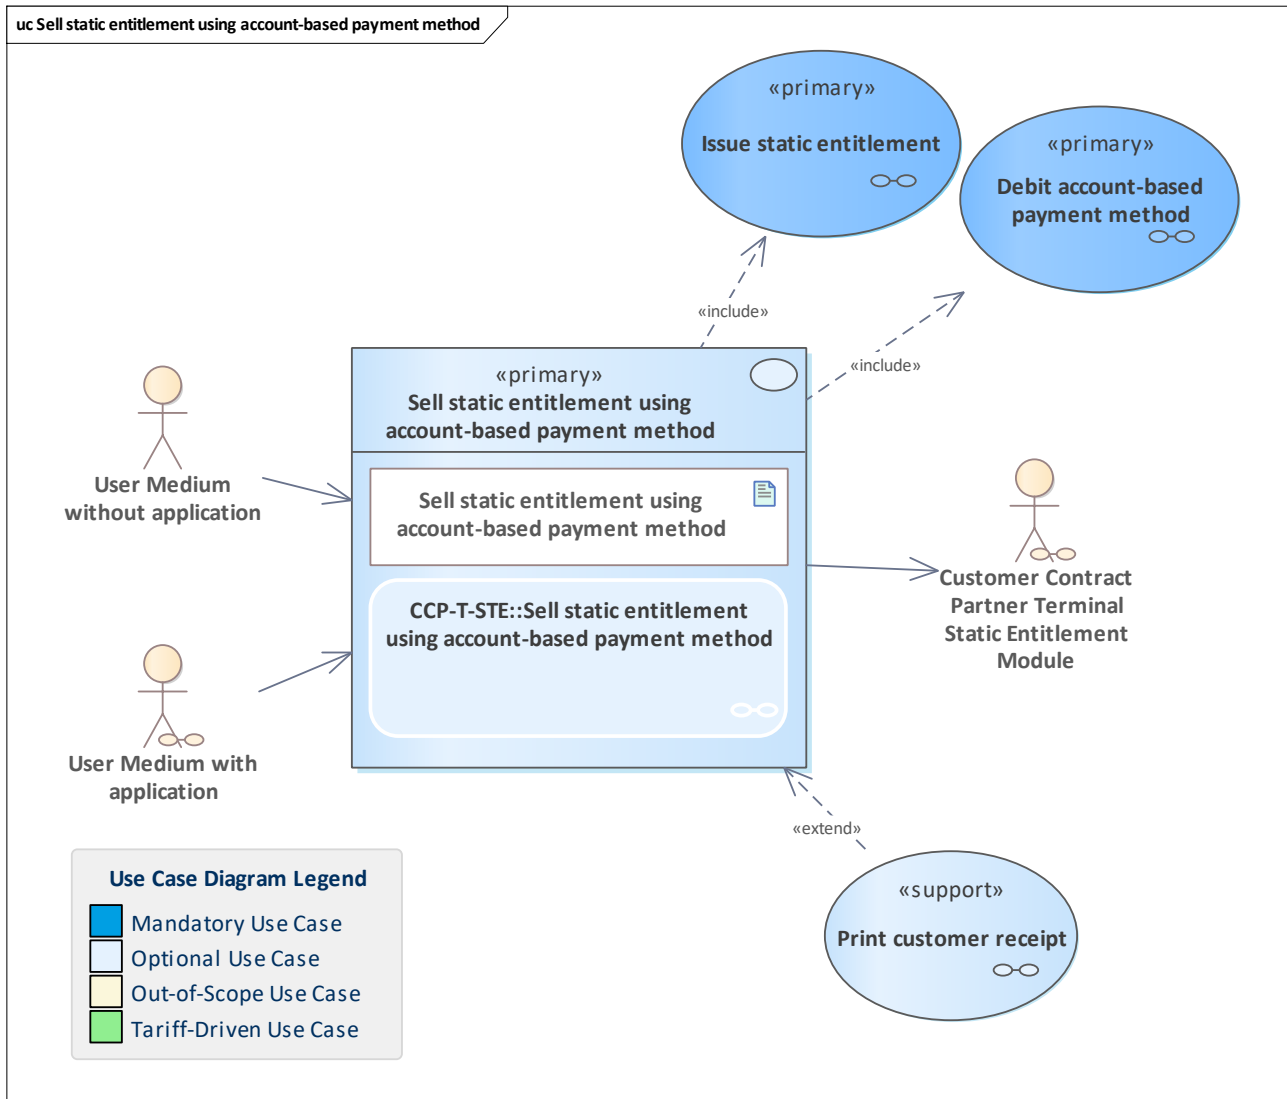 uc Sell static entitlement using account-based payment method
«primary»
Issue static entitlement
«primary»
Debit account-based
payment method
«include»
«include»
«primary»
Sell static entitlement using
account-based payment method
Sell static entitlement using
account-based payment method
CCP-T-STE::Sell static entitlement
using account-based payment method
User Medium
without application
User Medium with
application
Customer Contract
Partner Terminal
Static Entitlement
Module
«extend»
«support»
Print customer receipt
Use Case Diagram Legend
Mandatory Use Case
Optional Use Case
Out-of-Scope Use Case
Tariff-Driven Use Case